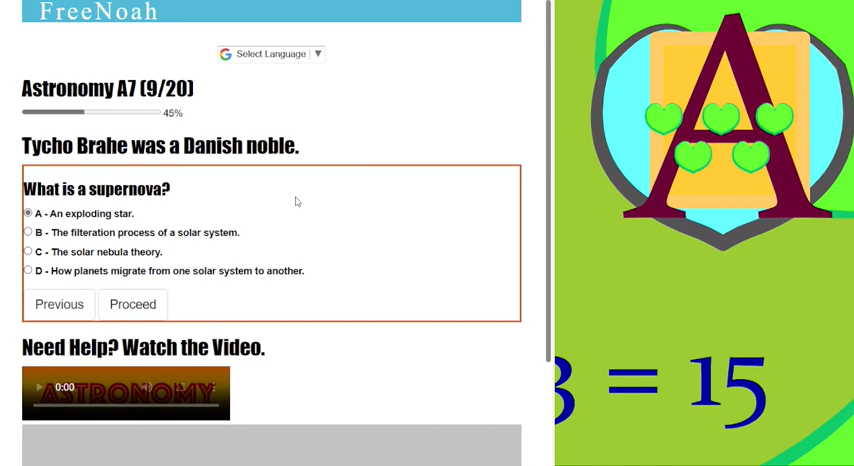 FreeNoah
Select Language
Astronomy A7 (9/20)
45%
Tycho Brahe was a Danish noble.
What is a supernova?
A - An exploding star.
B - The filteration process of a solar system.
C - The solar nebula theory.
D - How planets migrate from one solar system to another.
Previous Proceed
Need Help? Watch the Video.
0:00
ASTRONOMY
A
= 15